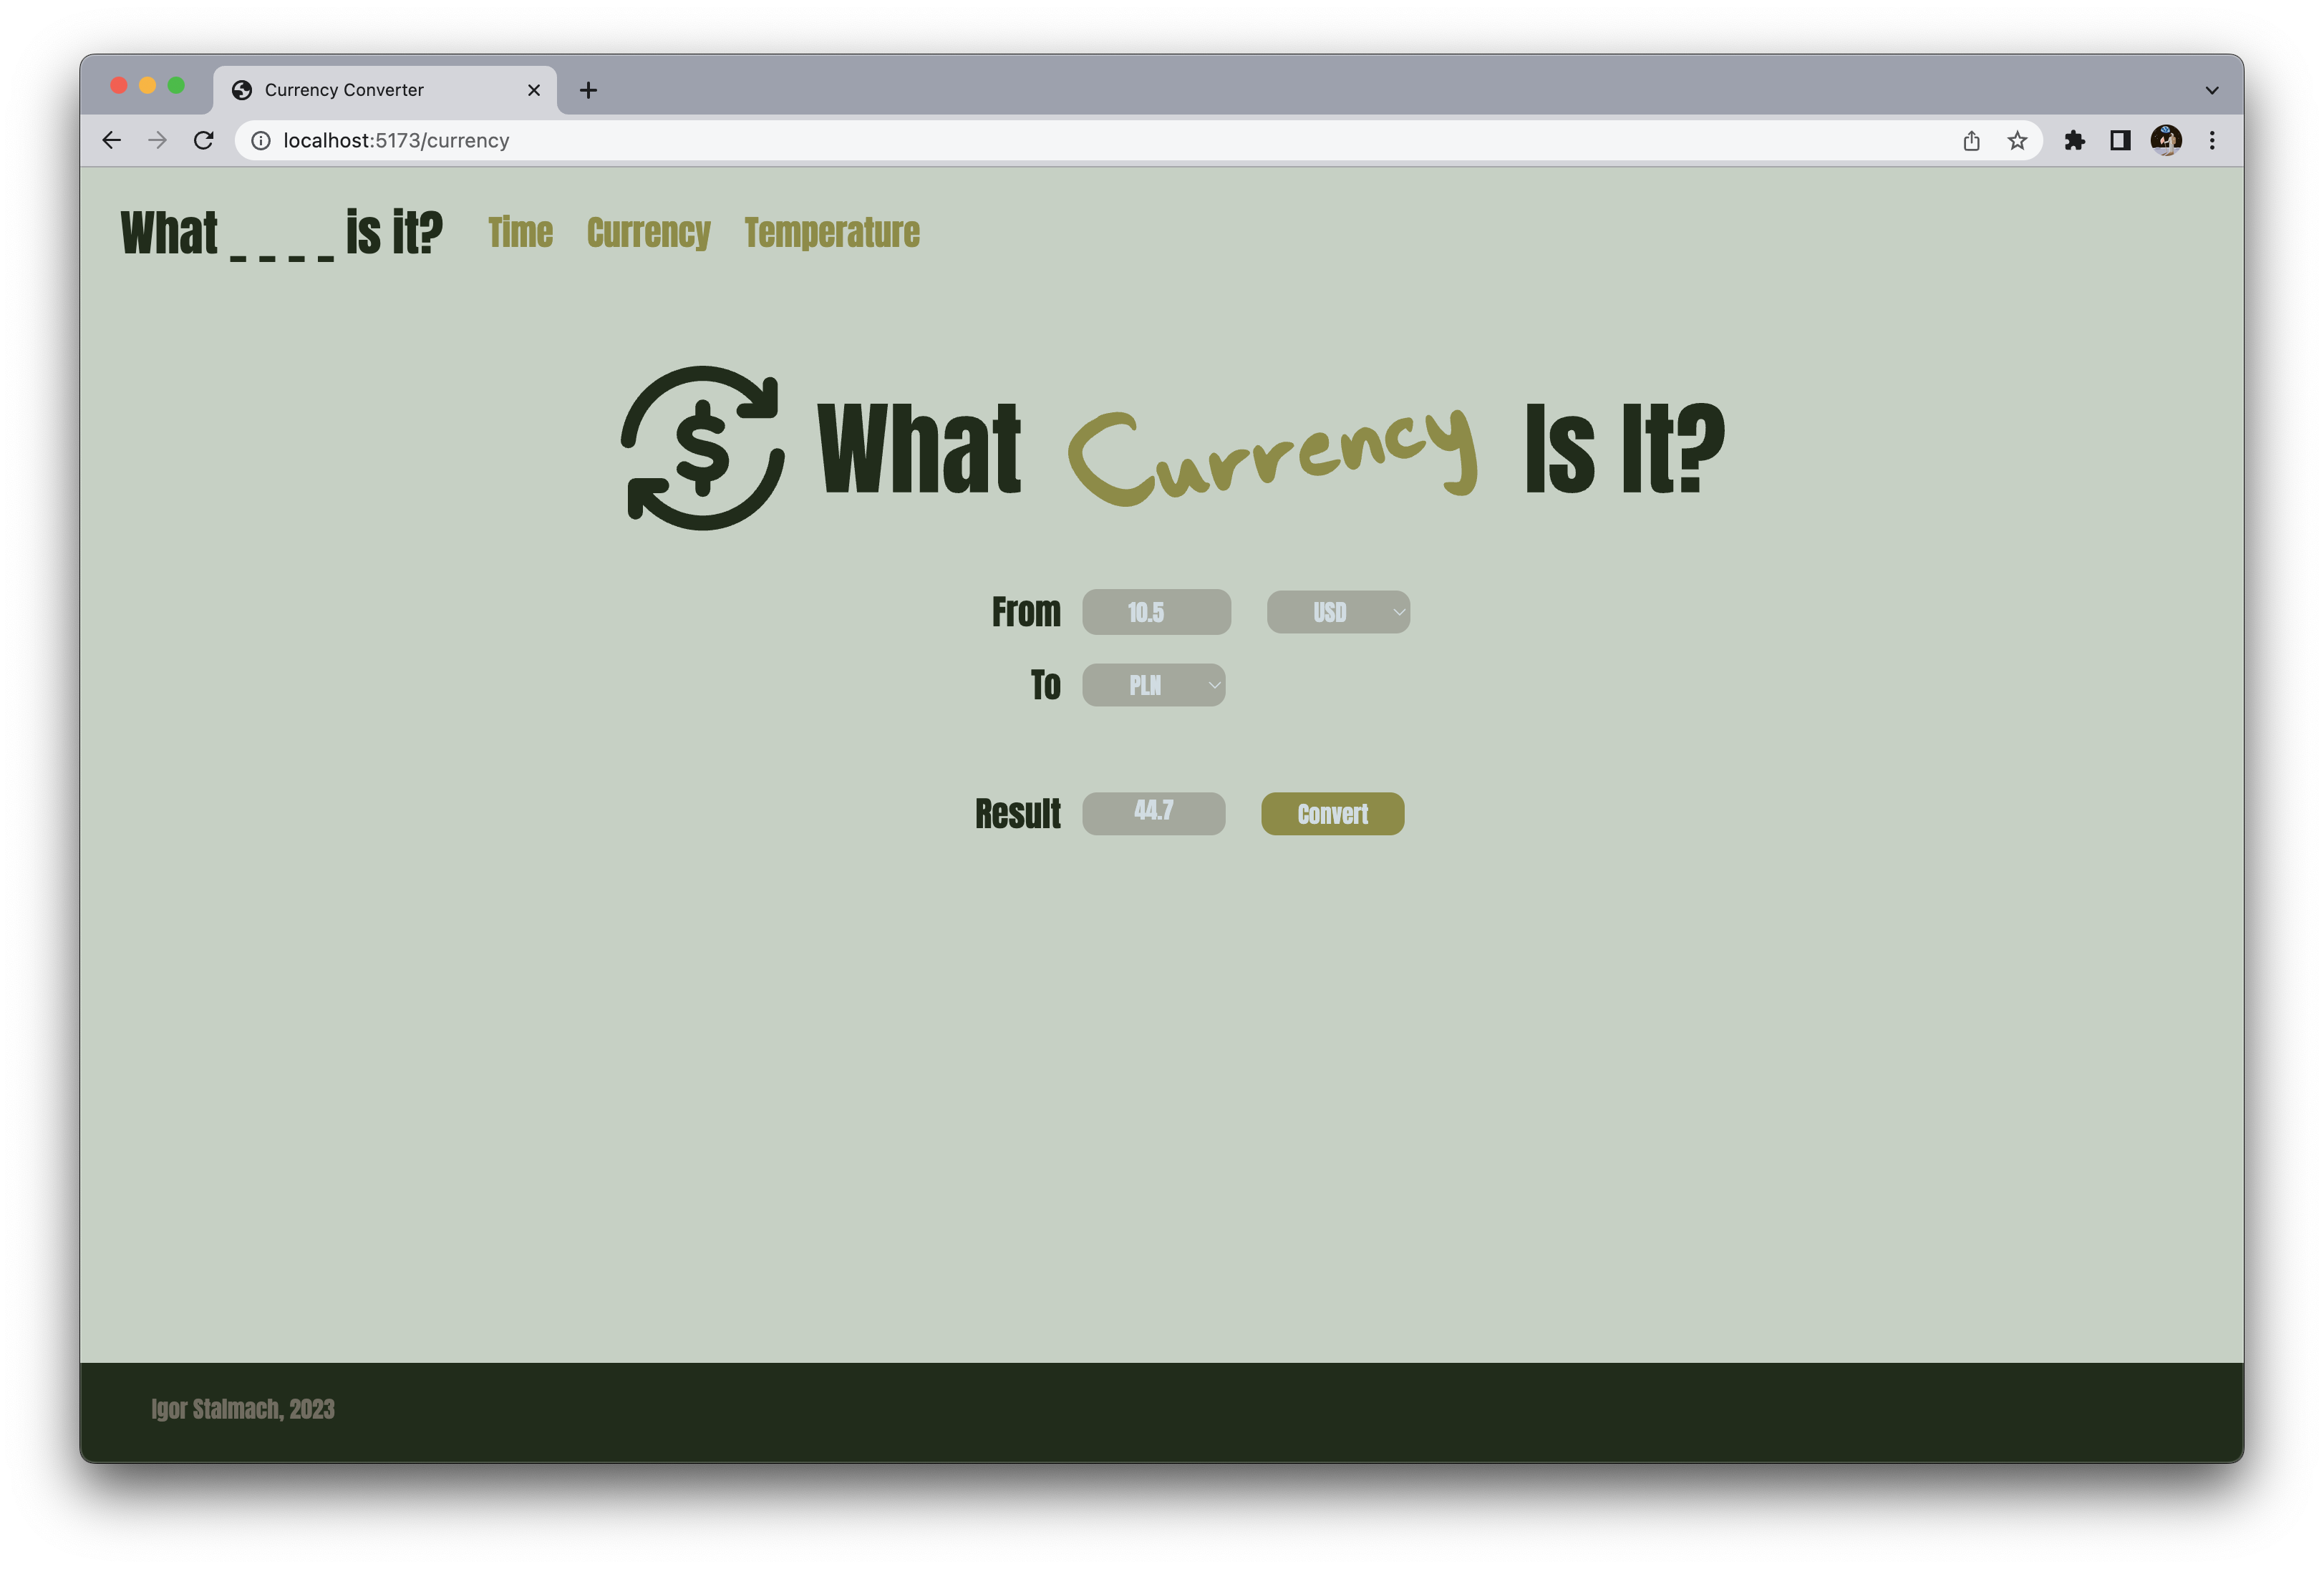 Currency Converter
localhost:5173/currency
What _ _ _ _ is it? Time Currency Temperature
$ What Currency Is It?
From 10.5 USD
To PLN
Result 44.7 Convert
Igor Stalmach, 2023